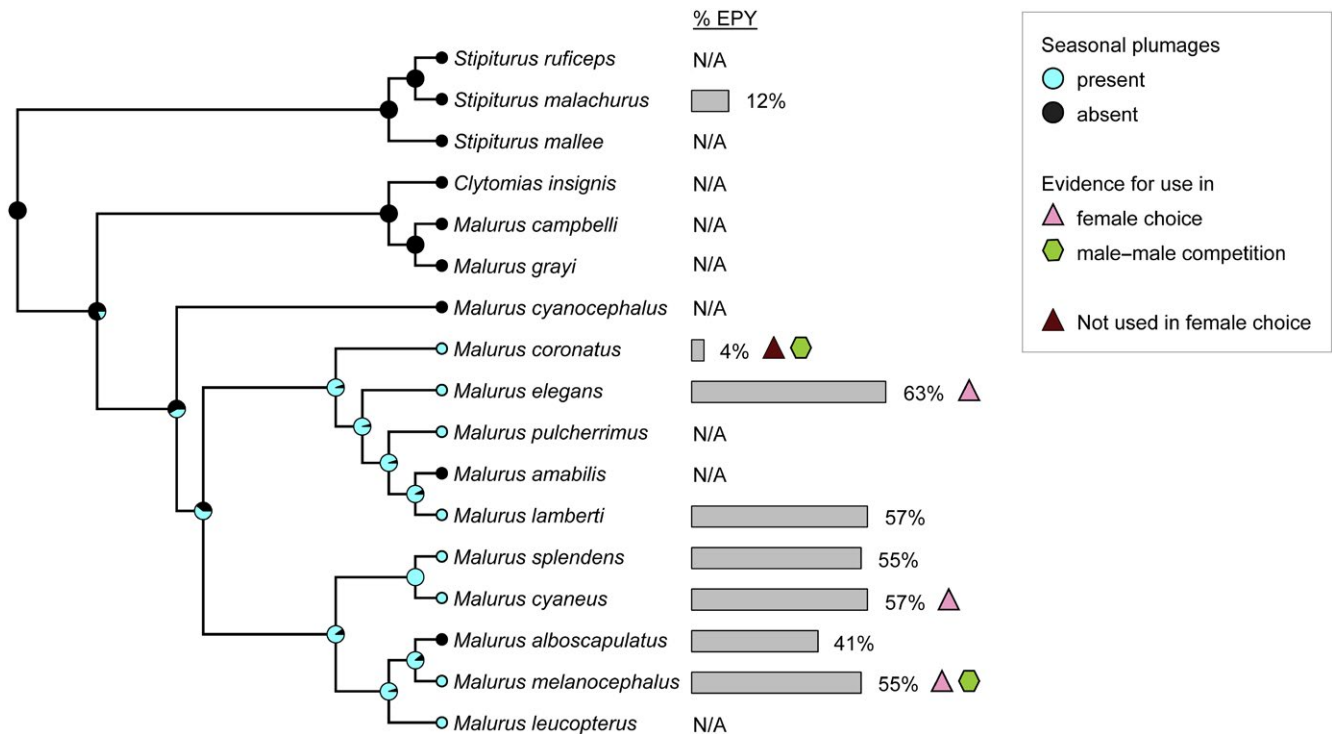 % EPY
Stipiturus ruficeps N/A
Stipiturus malachurus 12%
Stipiturus mallee N/A
Clytomias insignis N/A
Malurus campbelli N/A
Malurus grayi N/A
Malurus cyanocephalus N/A
Malurus coronatus 4%
Malurus elegans 63%
Malurus pulcherrimus N/A
Malurus amabilis N/A
Malurus lamberti 57%
Malurus splendens 55%
Malurus cyaneus 57%
Malurus alboscapulatus 41%
Malurus melanocephalus 55%
Malurus leucopterus N/A
Seasonal plumages
present
absent
Evidence for use in
female choice
male–male competition
Not used in female choice